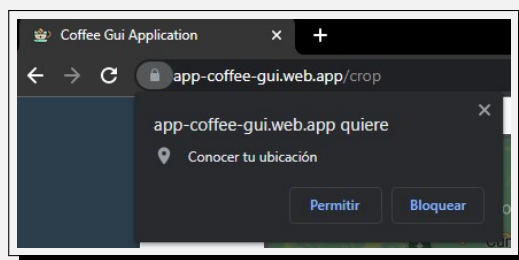 Coffee Gui Application
app-coffee-gui.web.app/crop
app-coffee-gui.web.app quiere
Conocer tu ubicación
Permitir Bloquear